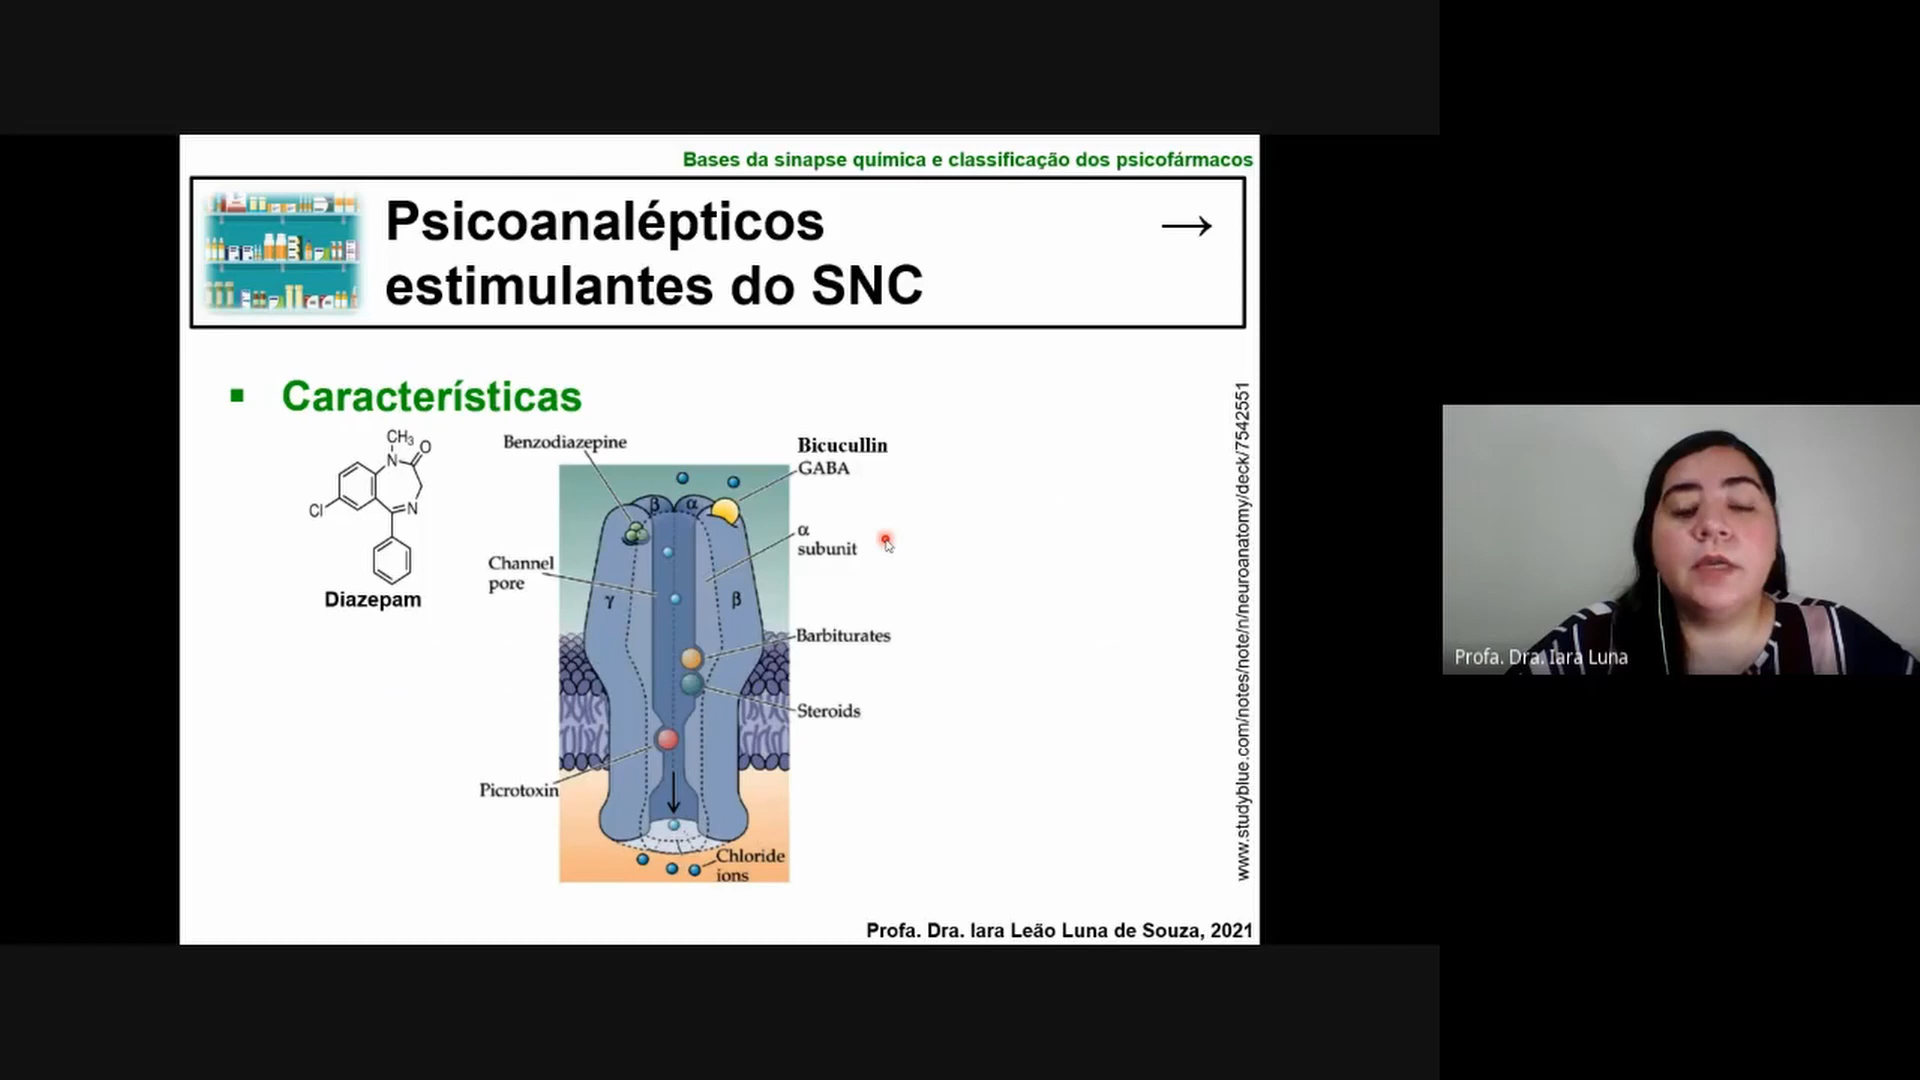 Bases da sinapse química e classificação dos psicofármacos
Psicoanalépticos
→
estimulantes do SNC
▪ Características
CH₃
O
N
N
Cl
Diazepam
Benzodiazepine
Bicucullin
GABA
β
α
α
subunit
Channel
pore
γ
β
Barbiturates
Steroids
Picrotoxin
Chloride
ions
www.studyblue.com/notes/note/n/neuroanatomy/deck/7542551
Profa. Dra. Iara Leão Luna de Souza, 2021
Profa. Dra. Iara Luna